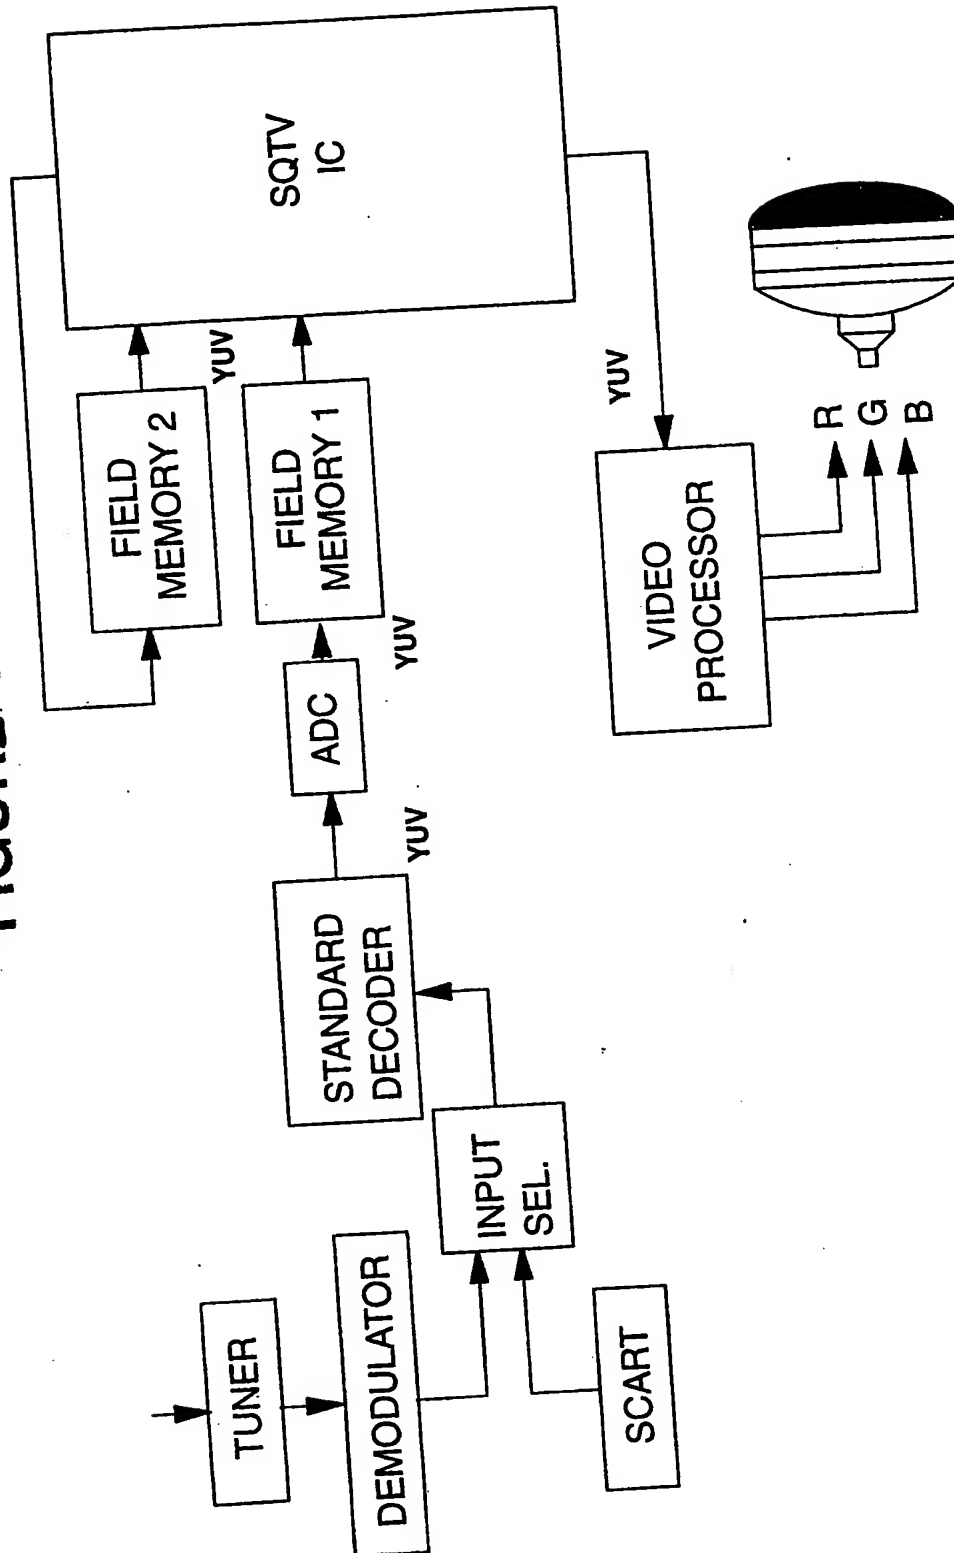 TUNER
DEMODULATOR
SCART
INPUT
SEL.
STANDARD
DECODER
YUV
ADC
YUV
FIELD
MEMORY 2
FIELD
MEMORY 1
YUV
SQTV
IC
YUV
VIDEO
PROCESSOR
R
G
B